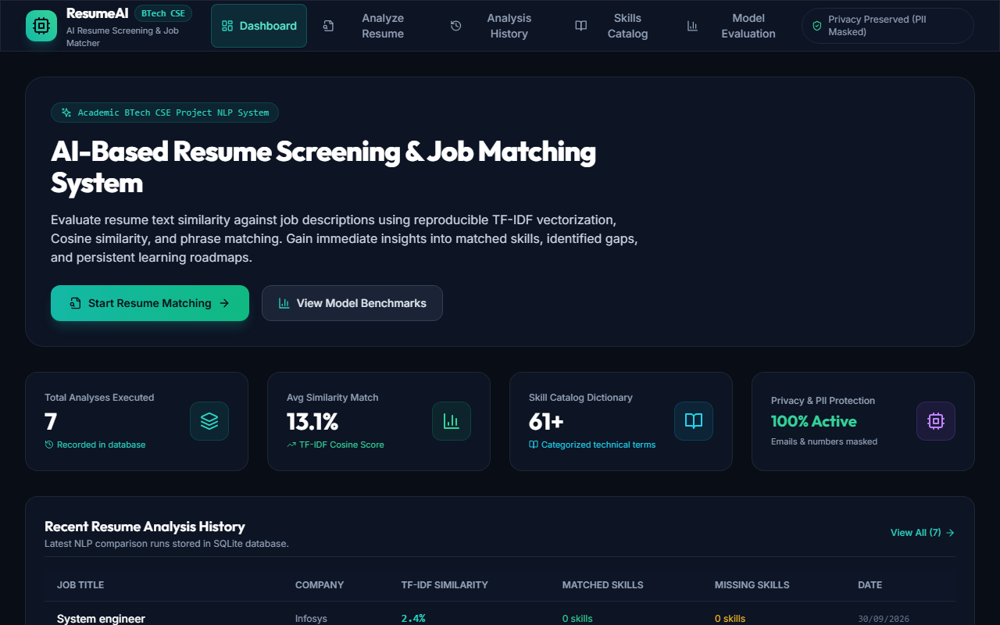 ResumeAI BTech CSE
AI Resume Screening & Job
Matcher
Dashboard
Analyze
Resume
Analysis
History
Skills
Catalog
Model
Evaluation
Privacy Preserved (PII
Masked)
Academic BTech CSE Project NLP System
AI-Based Resume Screening & Job Matching
System
Evaluate resume text similarity against job descriptions using reproducible TF-IDF vectorization,
Cosine similarity, and phrase matching. Gain immediate insights into matched skills, identified gaps,
and persistent learning roadmaps.
Start Resume Matching →
View Model Benchmarks
Total Analyses Executed
7
Recorded in database
Avg Similarity Match
13.1%
TF-IDF Cosine Score
Skill Catalog Dictionary
61+
Categorized technical terms
Privacy & PII Protection
100% Active
Emails & numbers masked
Recent Resume Analysis History
Latest NLP comparison runs stored in SQLite database.
View All (7) →
JOB TITLE COMPANY TF-IDF SIMILARITY MATCHED SKILLS MISSING SKILLS DATE
System engineer Infosys 2.4% 0 skills 0 skills 30/09/2026